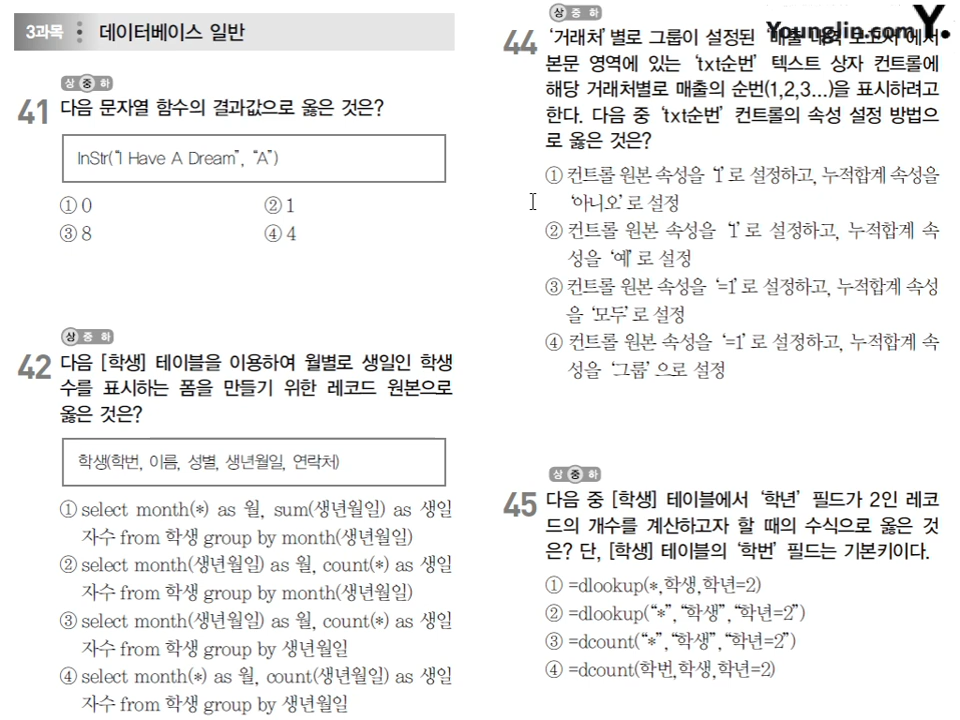 3과목 데이터베이스 일반
상 중 하
41 다음 문자열 함수의 결과값으로 옳은 것은?
InStr(“I Have A Dream”, “A”)
① 0 ② 1
③ 8 ④ 4
상 중 하
42 다음 [학생] 테이블을 이용하여 월별로 생일인 학생
수를 표시하는 폼을 만들기 위한 레코드 원본으로
옳은 것은?
학생(학번, 이름, 성별, 생년월일, 연락처)
① select month(*) as 월, sum(생년월일) as 생일
자수 from 학생 group by month(생년월일)
② select month(생년월일) as 월, count(*) as 생일
자수 from 학생 group by month(생년월일)
③ select month(생년월일) as 월, count(*) as 생일
자수 from 학생 group by 생년월일
④ select month(*) as 월, count(생년월일) as 생일
자수 from 학생 group by 생년월일
상 중 하
Younglin.com Y.
44 ‘거래처’별로 그룹이 설정된 ‘매출 내역 보고서’에서
본문 영역에 있는 ‘txt순번’ 텍스트 상자 컨트롤에
해당 거래처별로 매출의 순번(1,2,3...)을 표시하려고
한다. 다음 중 ‘txt순번’ 컨트롤의 속성 설정 방법으
로 옳은 것은?
① 컨트롤 원본 속성을 ‘1’로 설정하고, 누적합계 속성을
‘아니오’로 설정
② 컨트롤 원본 속성을 ‘1’로 설정하고, 누적합계 속
성을 ‘예’로 설정
③ 컨트롤 원본 속성을 ‘=1’로 설정하고, 누적합계 속성
을 ‘모두’로 설정
④ 컨트롤 원본 속성을 ‘=1’로 설정하고, 누적합계 속
성을 ‘그룹’으로 설정
상 중 하
45 다음 중 [학생] 테이블에서 ‘학년’ 필드가 2인 레코
드의 개수를 계산하고자 할 때의 수식으로 옳은 것
은? 단, [학생] 테이블의 ‘학번’ 필드는 기본키이다.
① =dlookup(*,학생,학년=2)
② =dlookup(“*”,“학생”,“학년=2”)
③ =dcount(“*”,“학생”,“학년=2”)
④ =dcount(학번,학생,학년=2)